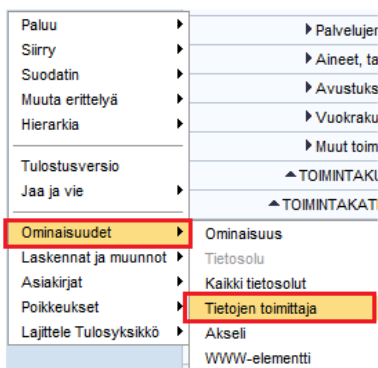 Paluu
Siirry
Suodatin
Muuta erittelyä
Hierarkia
Tulostusversio
Jaa ja vie
Ominaisuudet
Laskennat ja muunnot
Asiakirjat
Poikkeukset
Lajittele Tulosyksikkö
Palvelujen
Aineet, ta
Avustuks
Vuokraku
Muut toim
TOIMINTAKU
TOIMINTAKAT
Ominaisuus
Tietosolu
Kaikki tietosolut
Tietojen toimittaja
Akseli
WWW-elementti